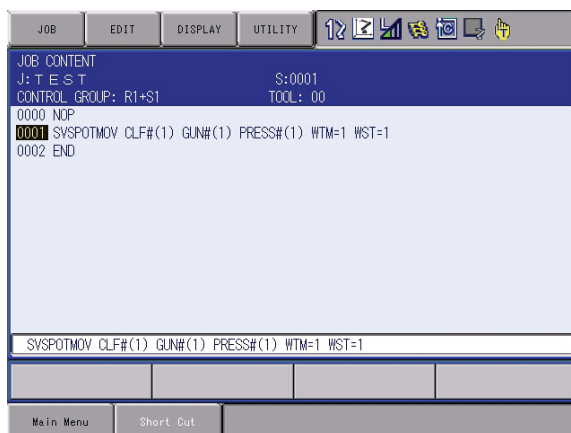 JOB EDIT DISPLAY UTILITY
JOB CONTENT
J:TEST S:0001
CONTROL GROUP: R1+S1 TOOL: 00
0000 NOP
0001 SVSPOTMOV CLF#(1) GUN#(1) PRESS#(1) WTM=1 WST=1
0002 END
SVSPOTMOV CLF#(1) GUN#(1) PRESS#(1) WTM=1 WST=1
Main Menu Short Cut